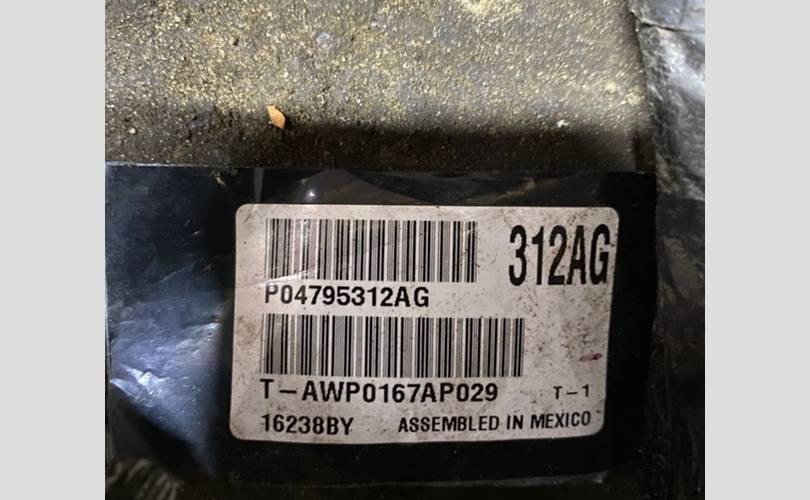 312AG
P04795312AG
T-AWP0167AP029 T-1
16238BY ASSEMBLED IN MEXICO